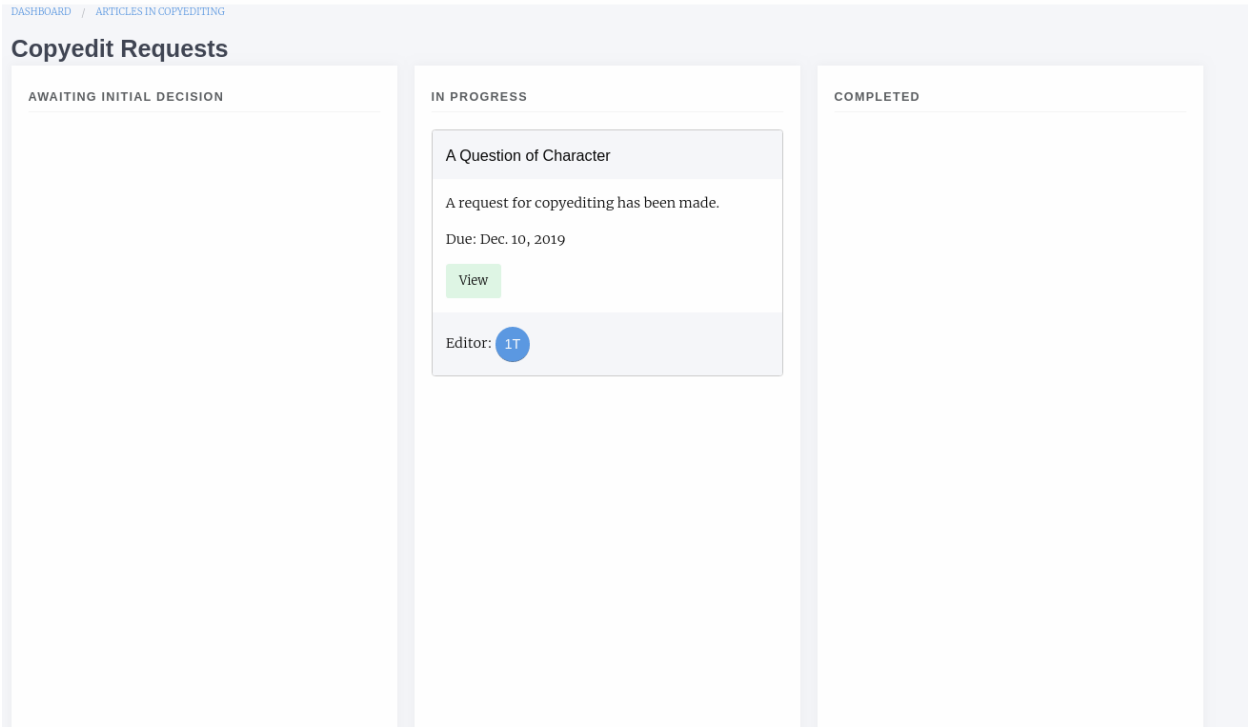 DASHBOARD / ARTICLES IN COPYEDITING
Copyedit Requests
AWAITING INITIAL DECISION
IN PROGRESS
A Question of Character
A request for copyediting has been made.
Due: Dec. 10, 2019
View
Editor: 1T
COMPLETED